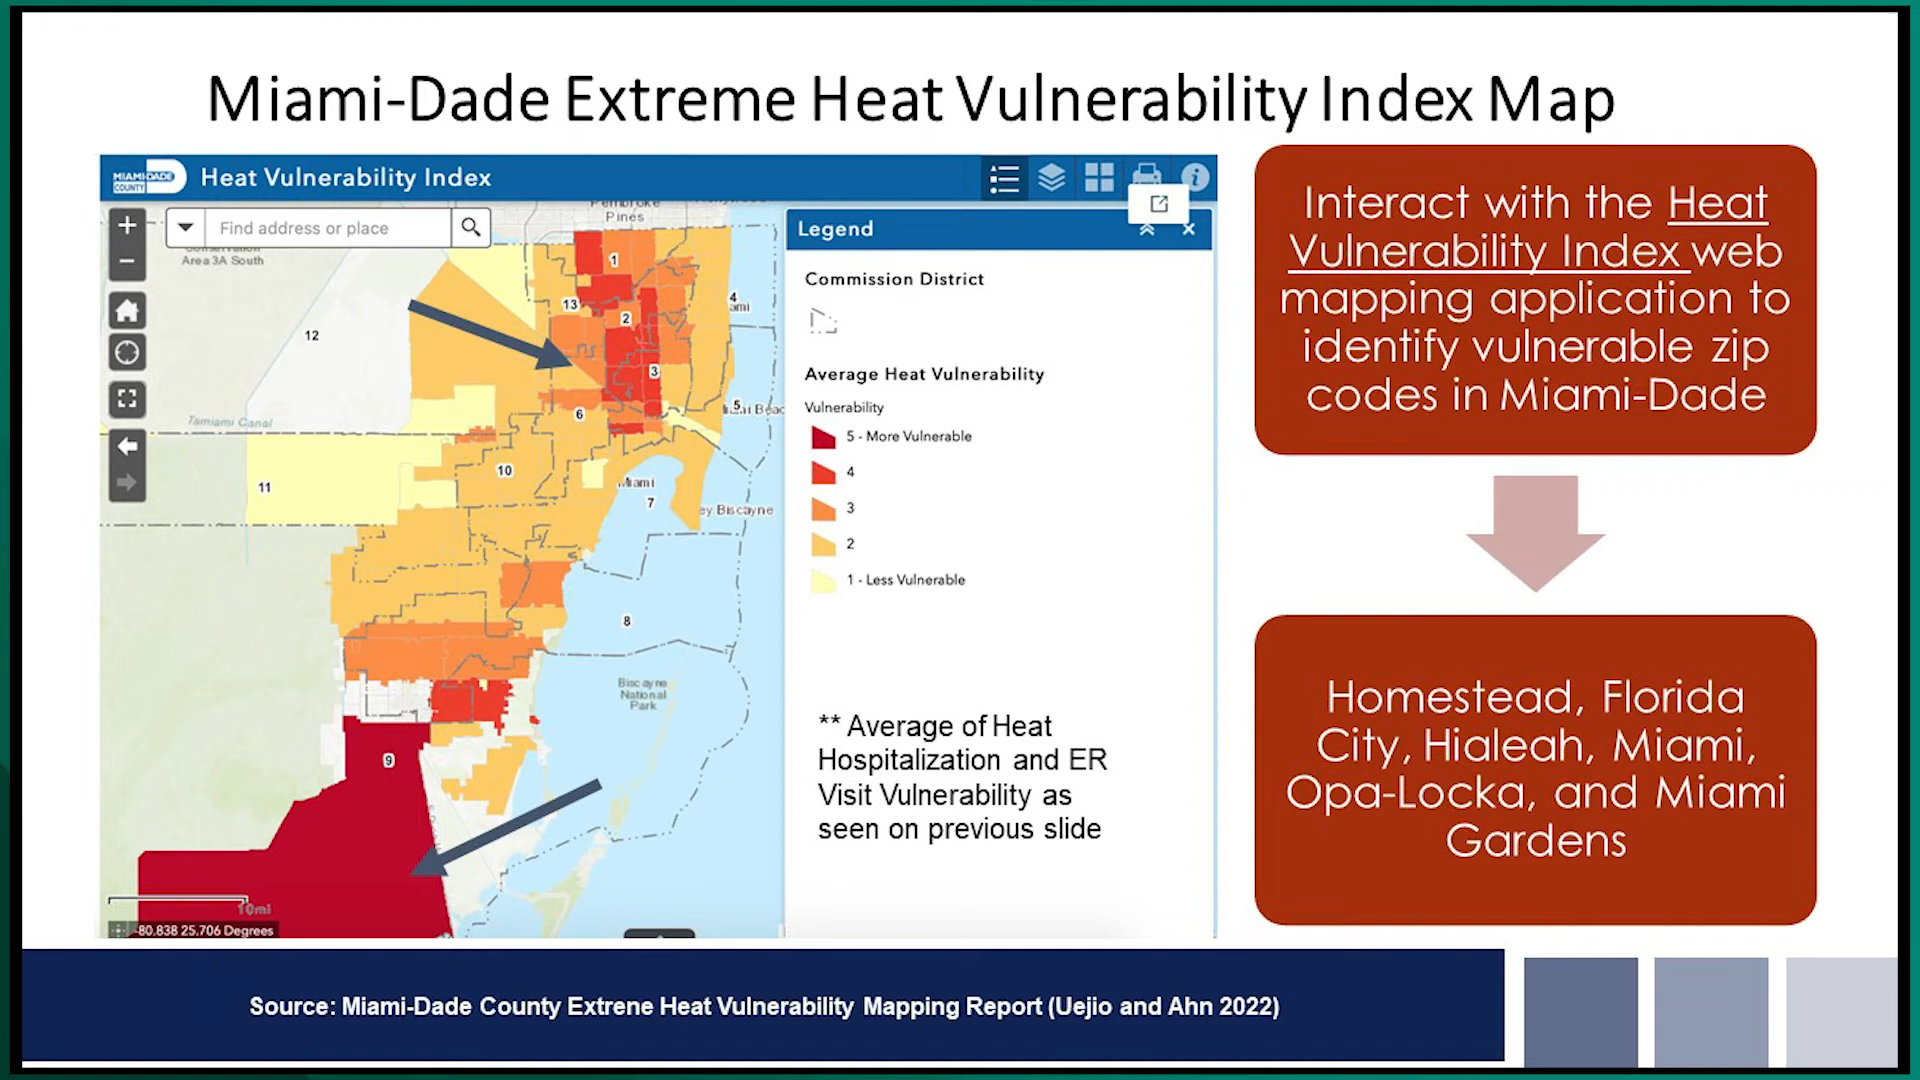 Miami-Dade Extreme Heat Vulnerability Index Map
MIAMI-DADE
COUNTY
Heat Vulnerability Index
Find address or place
Pembroke
Pines
Area 3A South
1
13
4
ami
2
12
3
6
5
Tamiami Canal
10
11
Miami
7
ey Biscayne
8
Biscayne
National
Park
9
10mi
-80.838 25.706 Degrees
Legend
Commission District
Average Heat Vulnerability
Vulnerability
5 - More Vulnerable
4
3
2
1 - Less Vulnerable
** Average of Heat
Hospitalization and ER
Visit Vulnerability as
seen on previous slide
Interact with the Heat
Vulnerability Index web
mapping application to
identify vulnerable zip
codes in Miami-Dade
Homestead, Florida
City, Hialeah, Miami,
Opa-Locka, and Miami
Gardens
Source: Miami-Dade County Extrene Heat Vulnerability Mapping Report (Uejio and Ahn 2022)